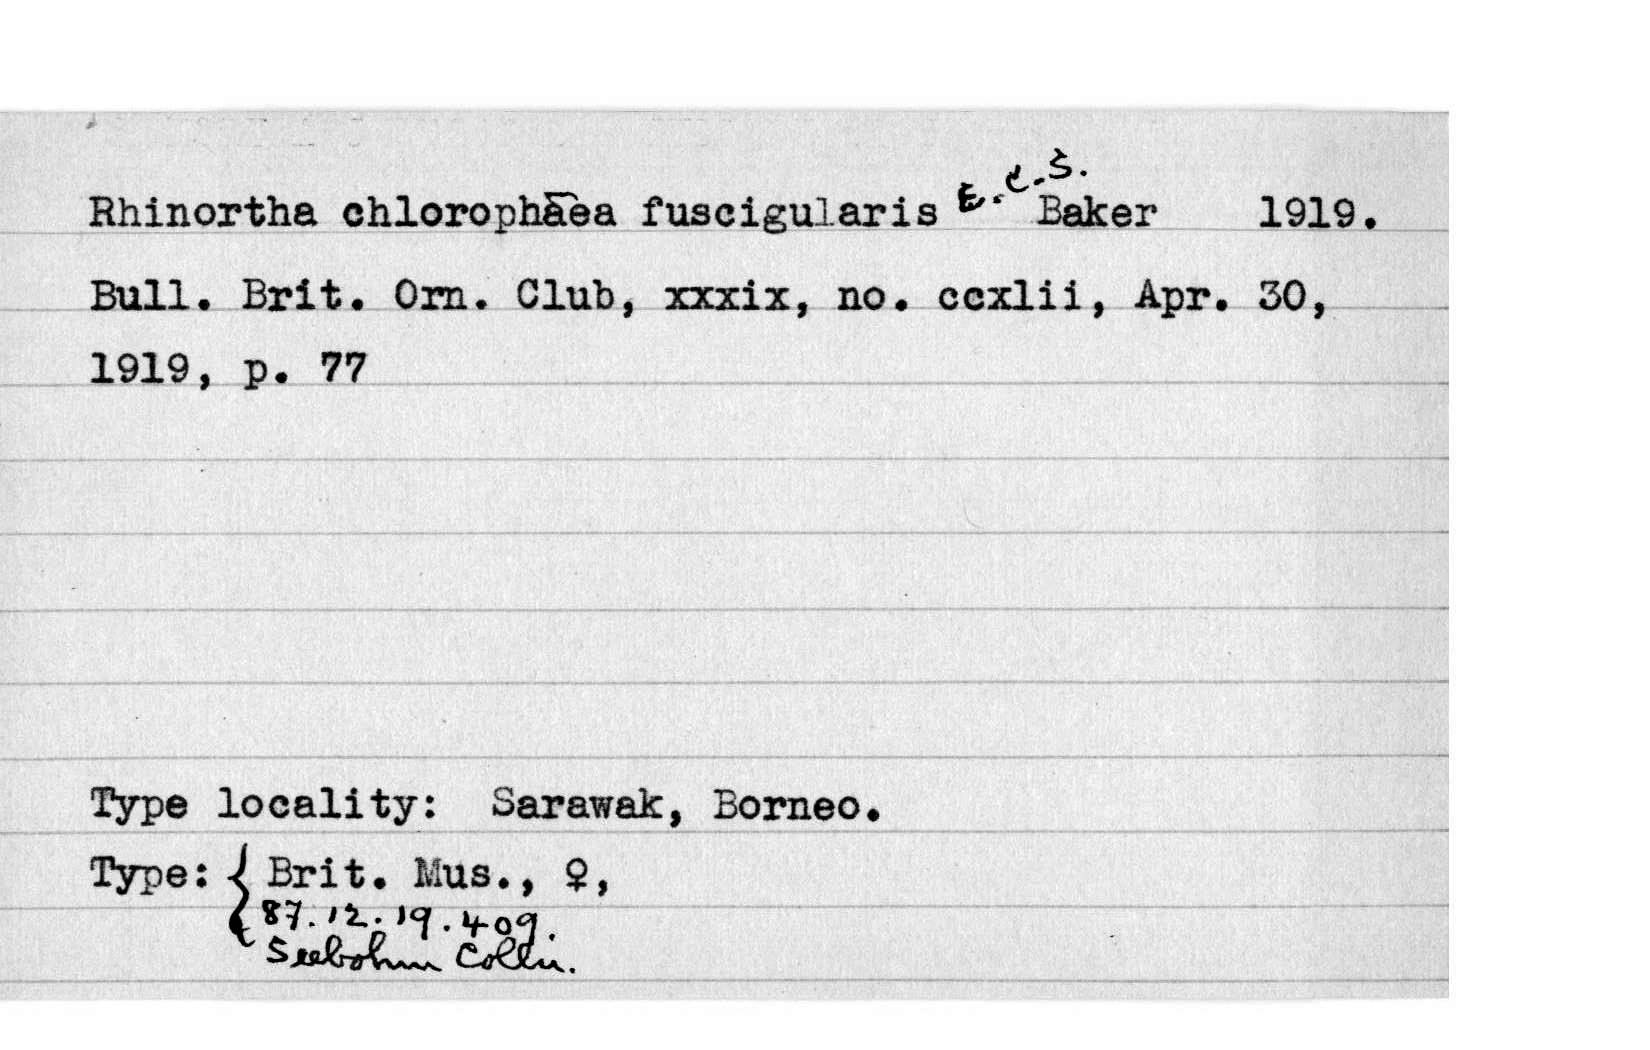 Rhinortha chlorophaea fuscigularis E.C.S. Baker 1919.
Bull. Brit. Orn. Club, xxxix, no. ccxlii, Apr. 30,
1919, p. 77
Type locality: Sarawak, Borneo.
Type: { Brit. Mus., ♀,
87.12.19.409.
Seebohm Colln.